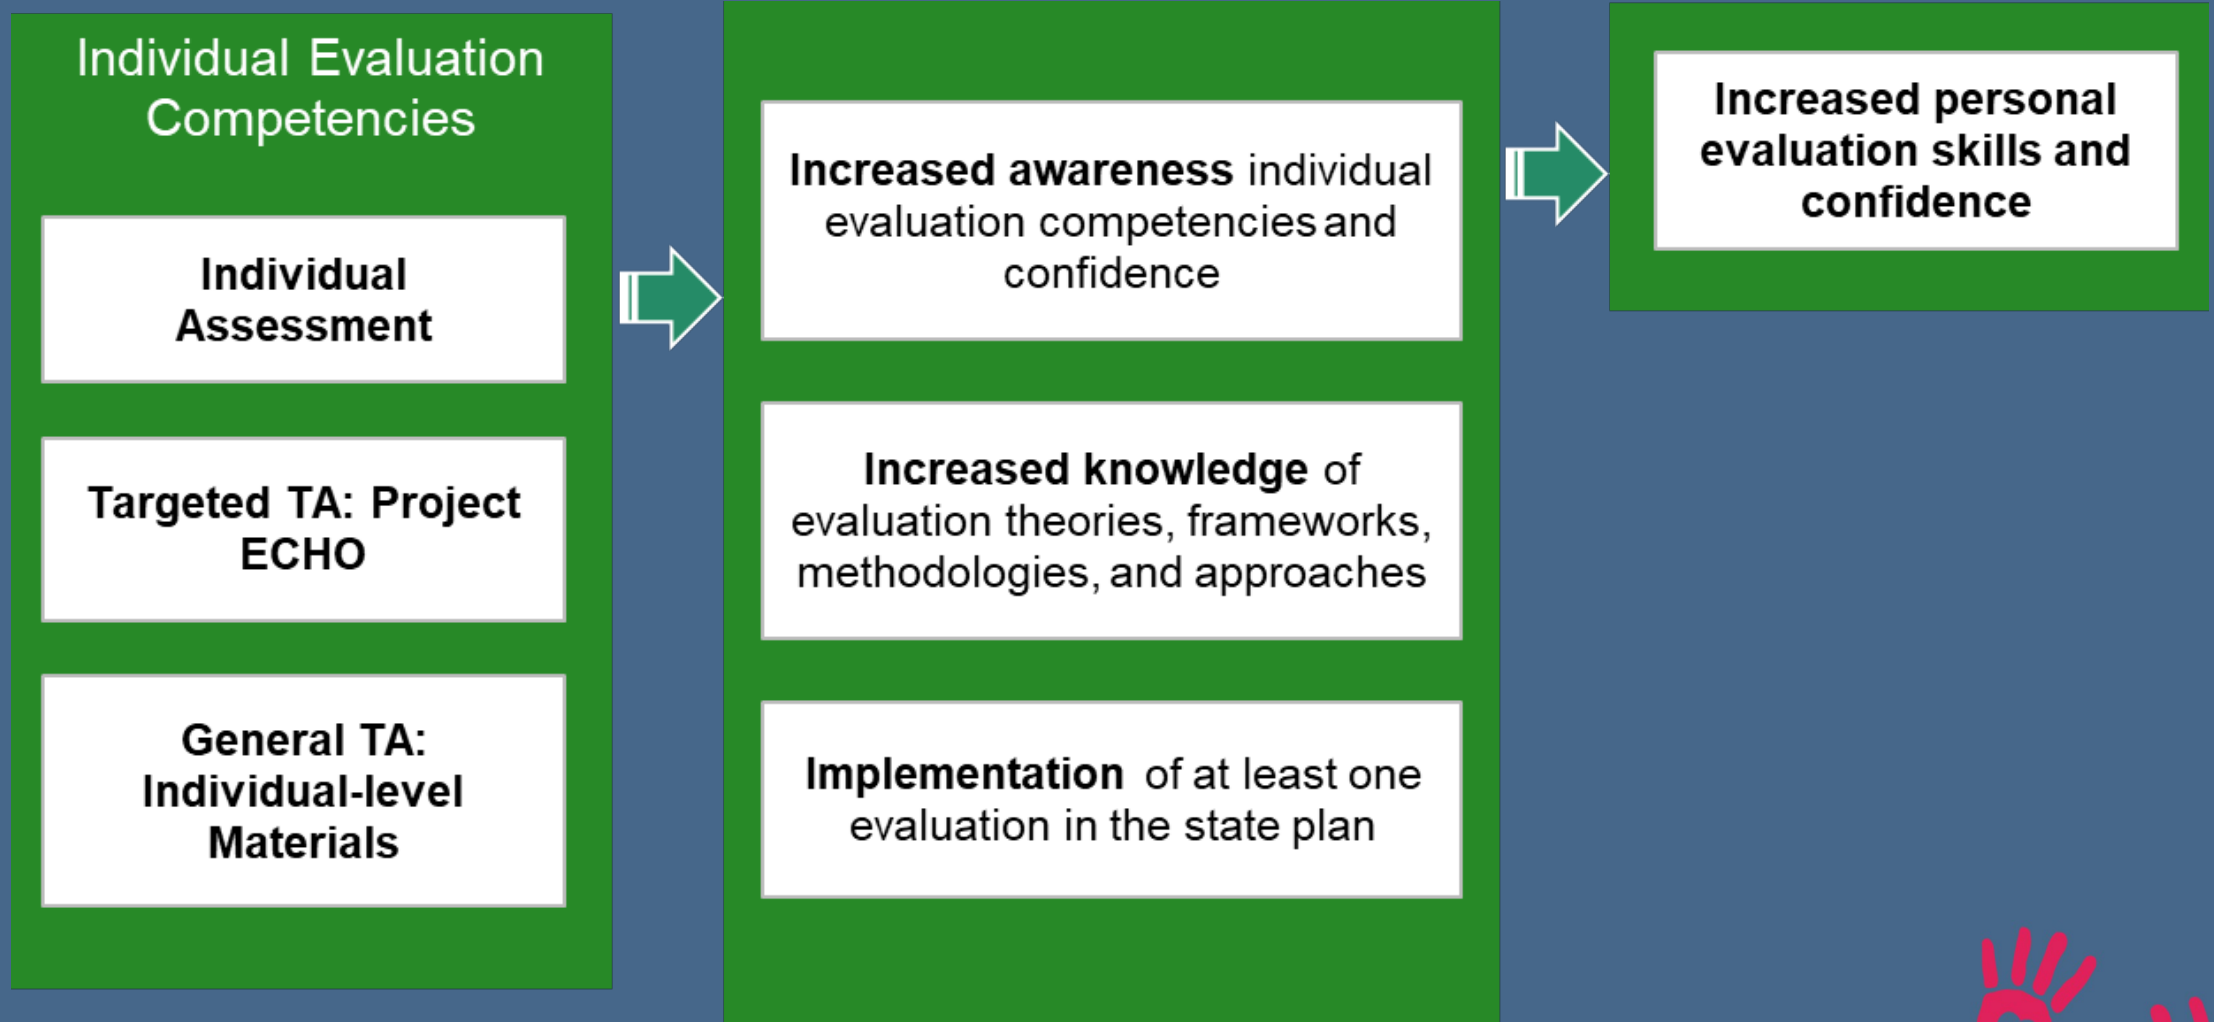 Individual Evaluation
Competencies
Individual
Assessment
Targeted TA: Project
ECHO
General TA:
Individual-level
Materials
Increased awareness individual
evaluation competencies and
confidence
Increased knowledge of
evaluation theories, frameworks,
methodologies, and approaches
Implementation of at least one
evaluation in the state plan
Increased personal
evaluation skills and
confidence